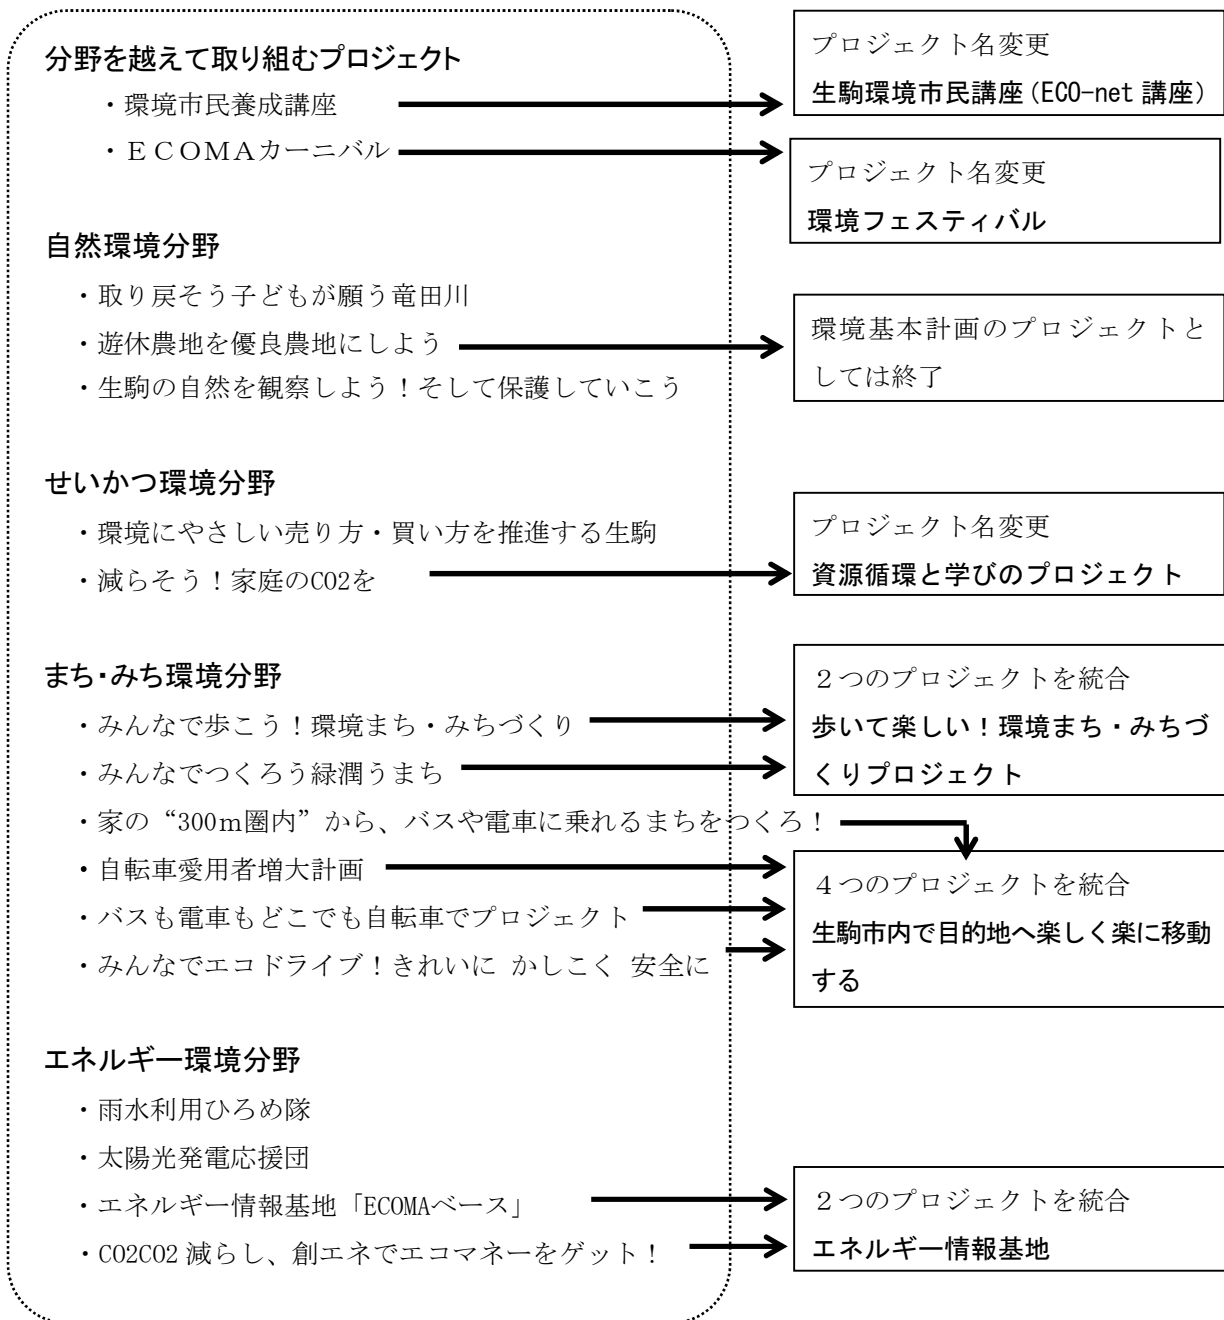 分野を越えて取り組むプロジェクト
・環境市民養成講座
・ＥＣＯＭＡカーニバル
プロジェクト名変更
生駒環境市民講座（ECO-net 講座）
プロジェクト名変更
環境フェスティバル
自然環境分野
・取り戻そう子どもが願う竜田川
・遊休農地を優良農地にしよう
・生駒の自然を観察しよう！そして保護していこう
環境基本計画のプロジェクトと
しては終了
せいかつ環境分野
・環境にやさしい売り方・買い方を推進する生駒
・減らそう！家庭のCO2を
プロジェクト名変更
資源循環と学びのプロジェクト
まち・みち環境分野
・みんなで歩こう！環境まち・みちづくり
・みんなでつくろう緑潤うまち
・家の“300ｍ圏内”から、バスや電車に乗れるまちをつくろ！
・自転車愛用者増大計画
・バスも電車もどこでも自転車でプロジェクト
・みんなでエコドライブ！きれいに かしこく 安全に
２つのプロジェクトを統合
歩いて楽しい！環境まち・みちづ
くりプロジェクト
４つのプロジェクトを統合
生駒市内で目的地へ楽しく楽に移動
する
エネルギー環境分野
・雨水利用ひろめ隊
・太陽光発電応援団
・エネルギー情報基地「ECOMAベース」
・CO2CO2 減らし、創エネでエコマネーをゲット！
２つのプロジェクトを統合
エネルギー情報基地